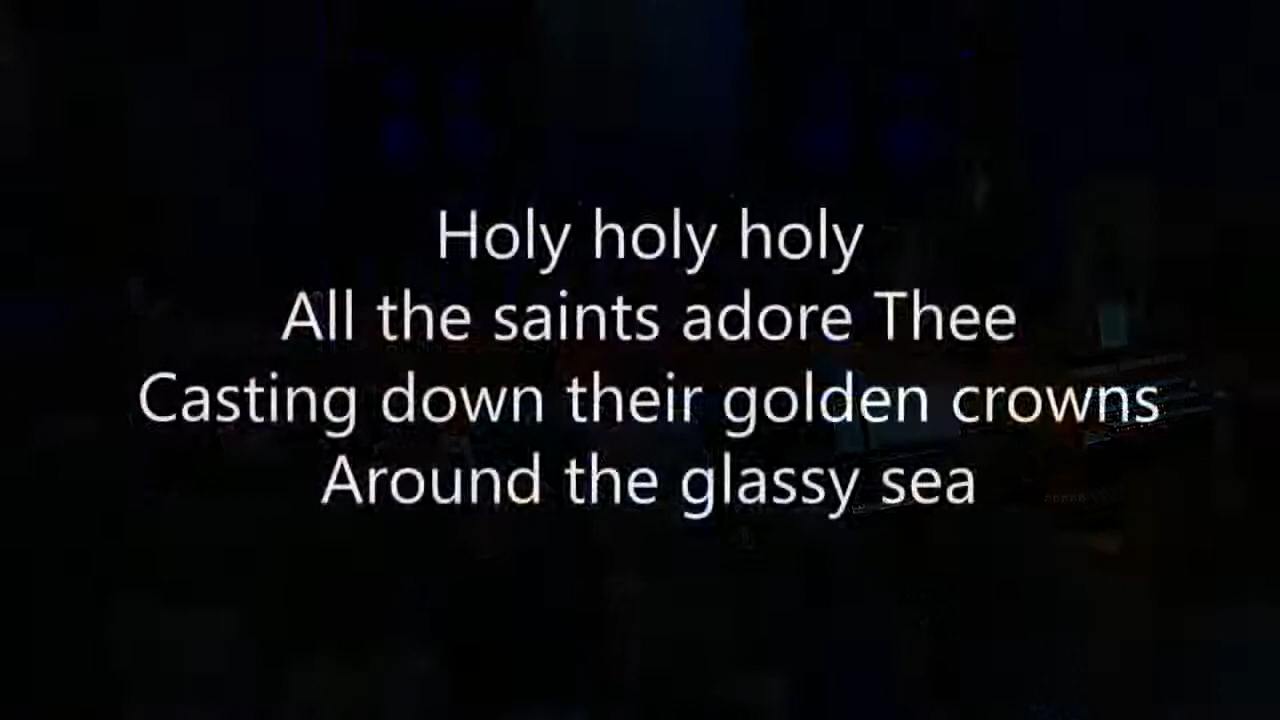 Holy holy holy
All the saints adore Thee
Casting down their golden crowns
Around the glassy sea